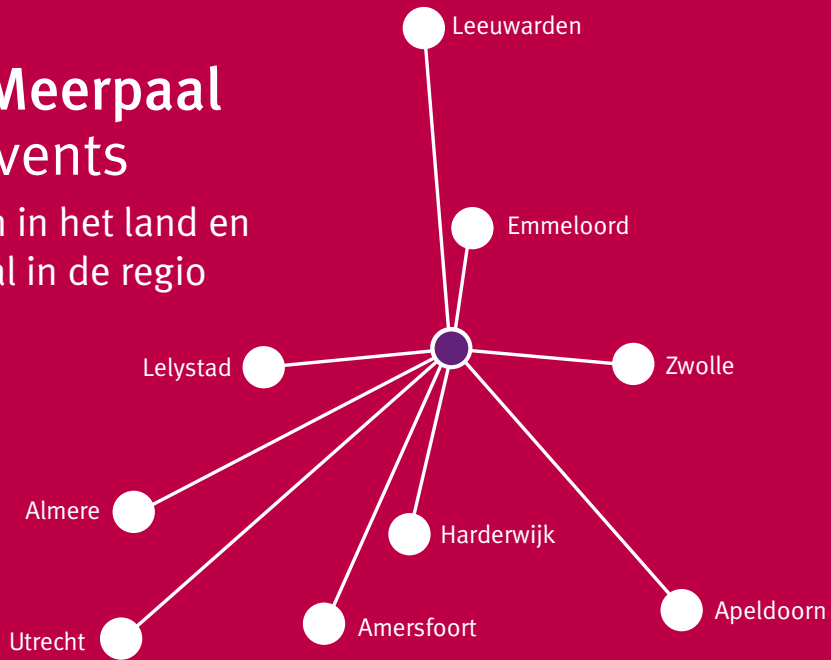 Meerpaal
vents
in het land en
al in de regio
Leeuwarden
Emmeloord
Lelystad
Zwolle
Almere
Harderwijk
Apeldoorn
Amersfoort
Utrecht